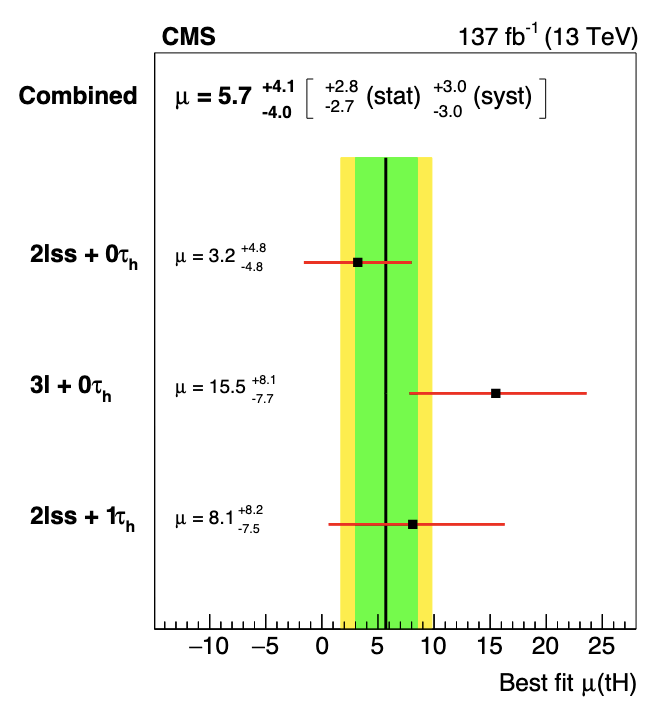 CMS 137 fb-1 (13 TeV)
Combined μ = 5.7 +4.1 -4.0 [ +2.8 -2.7 (stat) +3.0 -3.0 (syst) ]
2lss + 0τh μ = 3.2 +4.8 -4.8
3l + 0τh μ = 15.5 +8.1 -7.7
2lss + 1τh μ = 8.1 +8.2 -7.5
−10 −5 0 5 10 15 20 25
Best fit μ(tH)